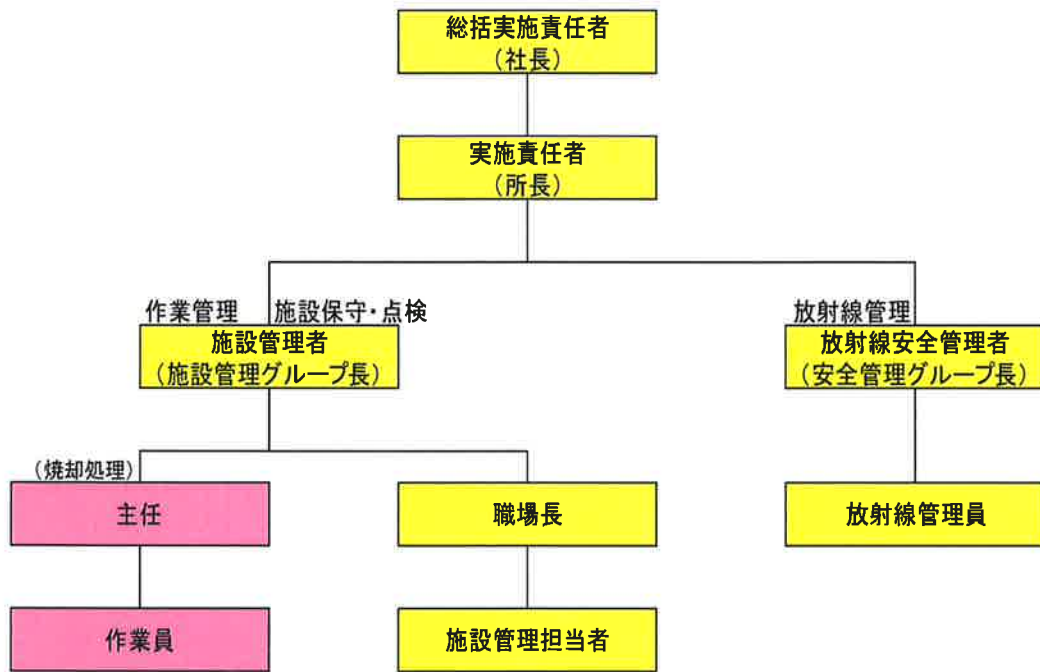 総括実施責任者
（社長）
実施責任者
（所長）
作業管理
施設保守・点検
放射線管理
施設管理者
（施設管理グループ長）
放射線安全管理者
（安全管理グループ長）
（焼却処理）
主任
職場長
放射線管理員
作業員
施設管理担当者